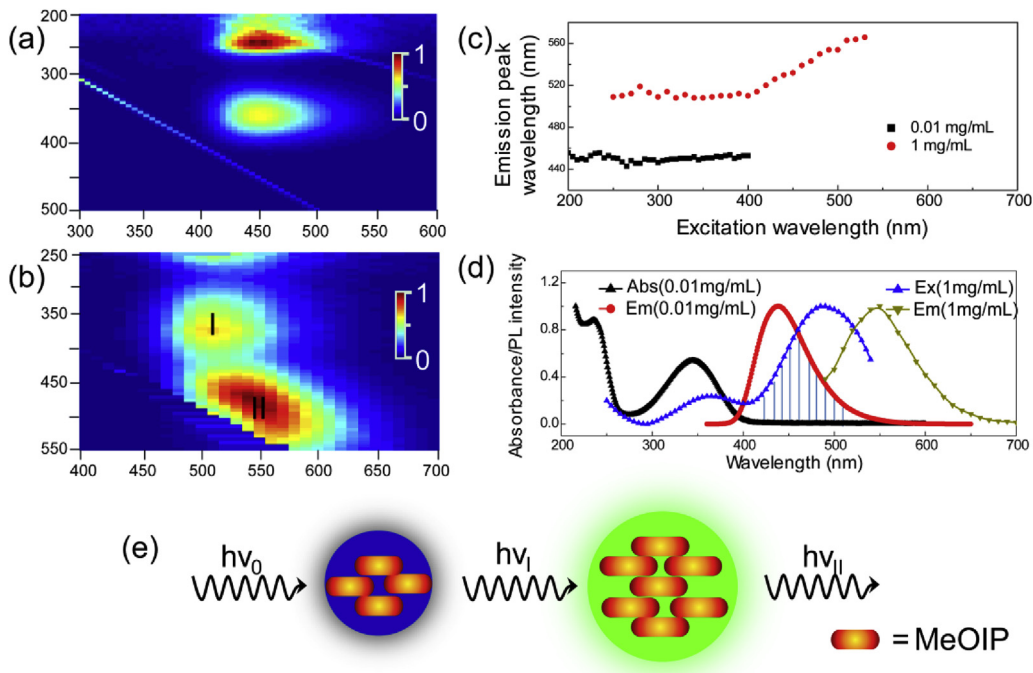 (a)
200
300
400
500
300 350 400 450 500 550 600
1
0
(b)
250
350
450
550
400 450 500 550 600 650 700
1
0
I
II
(c)
Emission peak
wavelength (nm)
560
520
480
440
200 300 400 500 600 700
Excitation wavelength (nm)
0.01 mg/mL
1 mg/mL
(d)
Absorbance/PL intensity
1.2
0.8
0.4
0.0
200 300 400 500 600 700
Wavelength (nm)
Abs(0.01mg/mL)
Em(0.01mg/mL)
Ex(1mg/mL)
Em(1mg/mL)
(e)
hv₀
hvI
hvII
= MeOIP